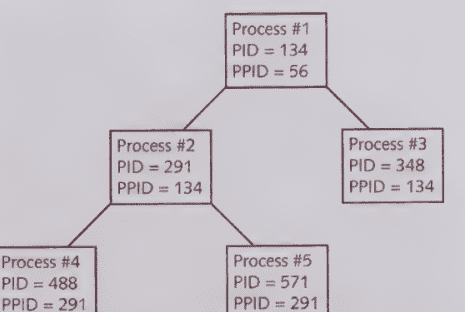 Process #1
PID = 134
PPID = 56
Process #2
PID = 291
PPID = 134
Process #3
PID = 348
PPID = 134
Process #4
PID = 488
PPID = 291
Process #5
PID = 571
PPID = 291